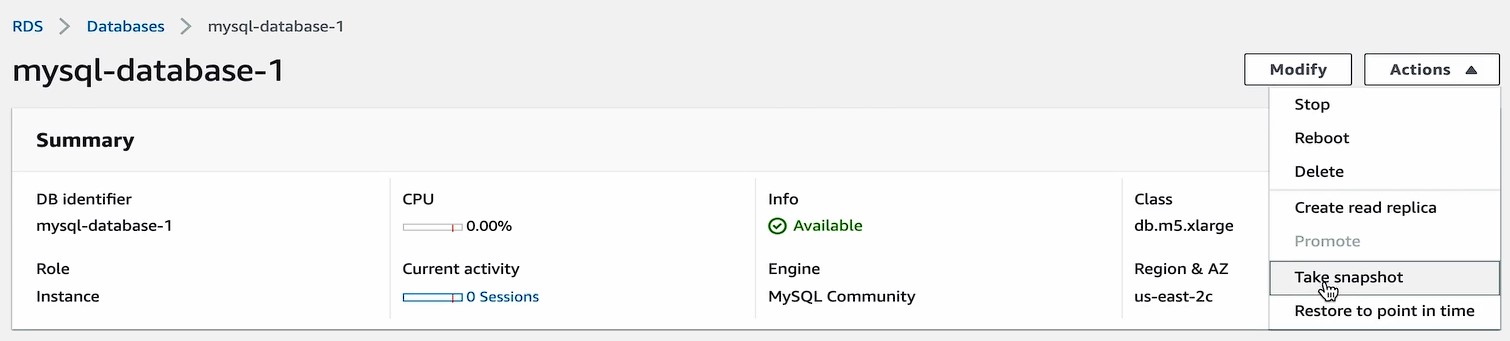 RDS > Databases > mysql-database-1
mysql-database-1
Modify
Actions
Stop
Reboot
Delete
Create read replica
Promote
Take snapshot
Restore to point in time
Summary
DB identifier
mysql-database-1
CPU
0.00%
Info
Available
Class
db.m5.xlarge
Role
Instance
Current activity
0 Sessions
Engine
MySQL Community
Region & AZ
us-east-2c